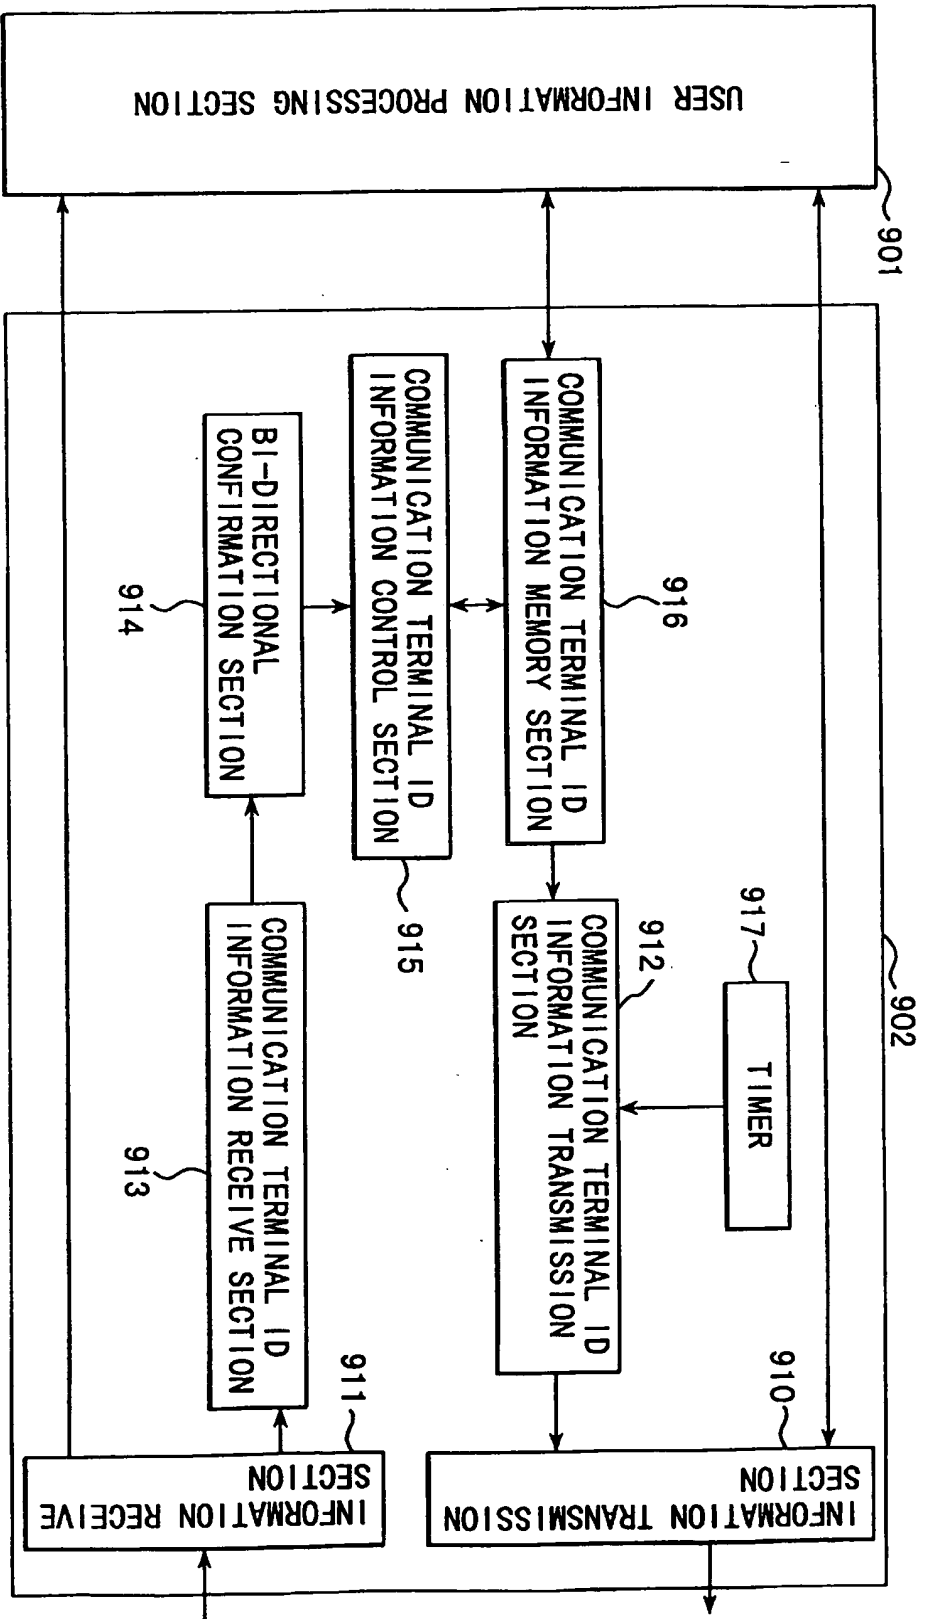 USER INFORMATION PROCESSING SECTION
901
902
917
TIMER
910
INFORMATION TRANSMISSION
SECTION
916
COMMUNICATION TERMINAL ID
INFORMATION MEMORY SECTION
912
COMMUNICATION TERMINAL ID
INFORMATION TRANSMISSION
SECTION
COMMUNICATION TERMINAL ID
INFORMATION CONTROL SECTION
915
BI-DIRECTIONAL
CONFIRMATION SECTION
914
COMMUNICATION TERMINAL ID
INFORMATION RECEIVE SECTION
913
911
INFORMATION RECEIVE
SECTION